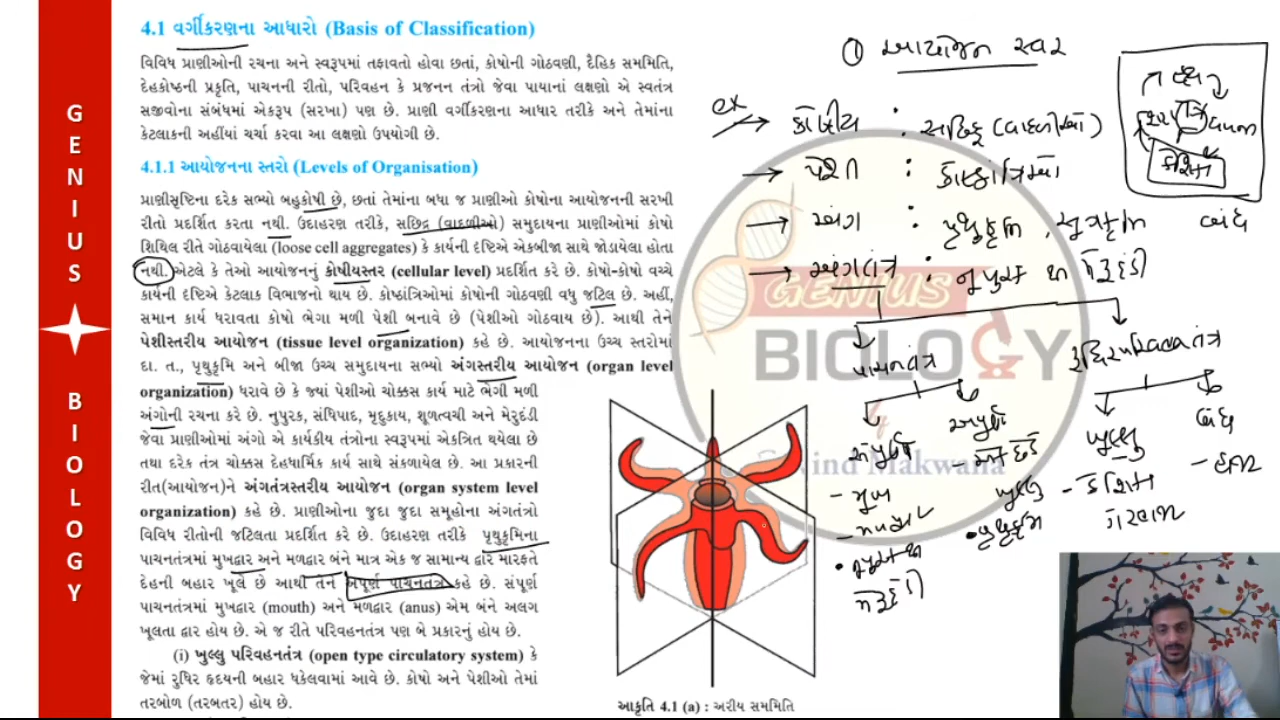 GENIUS BIOLOGY
4.1 વર્ગીકરણના આધારો (Basis of Classification)
વિવિધ પ્રાણીઓની રચના અને સ્વરૂપમાં તફાવતો હોવા છતાં, કોષોની ગોઠવણી, દૈહિક સમમિતિ,
દેહકોષ્ઠની પ્રકૃતિ, પાચનની રીતો, પરિવહન કે પ્રજનન તંત્રો જેવા પાયાનાં લક્ષણો એ સ્વતંત્ર
સજીવોના સંબંધમાં એકરૂપ (સરખા) પણ છે. પ્રાણી વર્ગીકરણના આધાર તરીકે અને તેમાંના
કેટલાકની અહીંયાં ચર્ચા કરવા આ લક્ષણો ઉપયોગી છે.
4.1.1 આયોજનના સ્તરો (Levels of Organisation)
પ્રાણીસૃષ્ટિના દરેક સભ્યો બહુકોષી છે, છતાં તેમાંના બધા જ પ્રાણીઓ કોષોના આયોજનની સરખી
રીતો પ્રદર્શિત કરતા નથી. ઉદાહરણ તરીકે, સછિદ્ર (વાદળીઓ) સમુદાયના પ્રાણીઓમાં કોષો
શિથિલ રીતે ગોઠવાયેલા (loose cell aggregates) કે કાર્યની દૃષ્ટિએ એકબીજા સાથે જોડાયેલા હોતા
નથી. એટલે કે તેઓ આયોજનનું કોષીયસ્તર (cellular level) પ્રદર્શિત કરે છે. કોષો-કોષો વચ્ચે
કાર્યની દૃષ્ટિએ કેટલાક વિભાજનો થાય છે. કોષ્ઠાંત્રિઓમાં કોષોની ગોઠવણી વધુ જટિલ છે. અહીં,
સમાન કાર્ય ધરાવતા કોષો ભેગા મળી પેશી બનાવે છે (પેશીઓ ગોઠવાય છે). આથી તેને
પેશીસ્તરીય આયોજન (tissue level organization) કહે છે. આયોજનના ઉચ્ચ સ્તરોમાં
દા. ત., પૃથુકૃમિ અને બીજા ઉચ્ચ સમુદાયના સભ્યો અંગસ્તરીય આયોજન (organ level
organization) ધરાવે છે કે જ્યાં પેશીઓ ચોક્કસ કાર્ય માટે ભેગી મળી
અંગોની રચના કરે છે. નુપુરક, સંધિપાદ, મૃદુકાય, શૂળત્વચી અને મેરુદંડી
જેવા પ્રાણીઓમાં અંગો એ કાર્યકીય તંત્રોના સ્વરૂપમાં એકત્રિત થયેલા છે
તથા દરેક તંત્ર ચોક્કસ દેહધાર્મિક કાર્ય સાથે સંકળાયેલ છે. આ પ્રકારની
રીત(આયોજન)ને અંગતંત્રસ્તરીય આયોજન (organ system level
organization) કહે છે. પ્રાણીઓના જુદા જુદા સમૂહોના અંગતંત્રો
વિવિધ રીતોની જટિલતા પ્રદર્શિત કરે છે. ઉદાહરણ તરીકે પૃથુકૃમિના
પાચનતંત્રમાં મુખદ્વાર અને મળદ્વાર બંને માત્ર એક જ સામાન્ય દ્વાર મારફતે
દેહની બહાર ખૂલે છે આથી તેને અપૂર્ણ પાચનતંત્ર કહે છે. સંપૂર્ણ
પાચનતંત્રમાં મુખદ્વાર (mouth) અને મળદ્વાર (anus) એમ બંને અલગ
ખૂલતા દ્વાર હોય છે. એ જ રીતે પરિવહનતંત્ર પણ બે પ્રકારનું હોય છે.
(i) ખુલ્લુ પરિવહનતંત્ર (open type circulatory system) કે
જેમાં રુધિર હૃદયની બહાર ધકેલવામાં આવે છે. કોષો અને પેશીઓ તેમાં
તરબોળ (તરબતર) હોય છે.
① આયોજન સ્તર
ex → કોષીય : સછિદ્ર (વાદળીઓ)
→ પેશી : કોષ્ઠાંત્રિઓ
→ અંગ : પૃથુકૃમિ, સુત્રકૃમિ
→ અંગતંત્ર : નુપુરક થી મેરુદંડી
પાચનતંત્ર
રુધિરપરિવહનતંત્ર
સંપુર્ણ
અપુર્ણ
ખુલ્લુ
બંધ
- મુખ
- મળદ્વાર
• નુપુરક થી
મેરુદંડી
ખુલ્લુ
• પૃથુકૃમિ
- કેશિકા
ગેરહાજર
- હાજર
બંધ
હૃદય
કેશિકા
GENIUS
BIOLOGY
Makwana
આકૃતિ 4.1 (a) : અરીય સમમિતિ